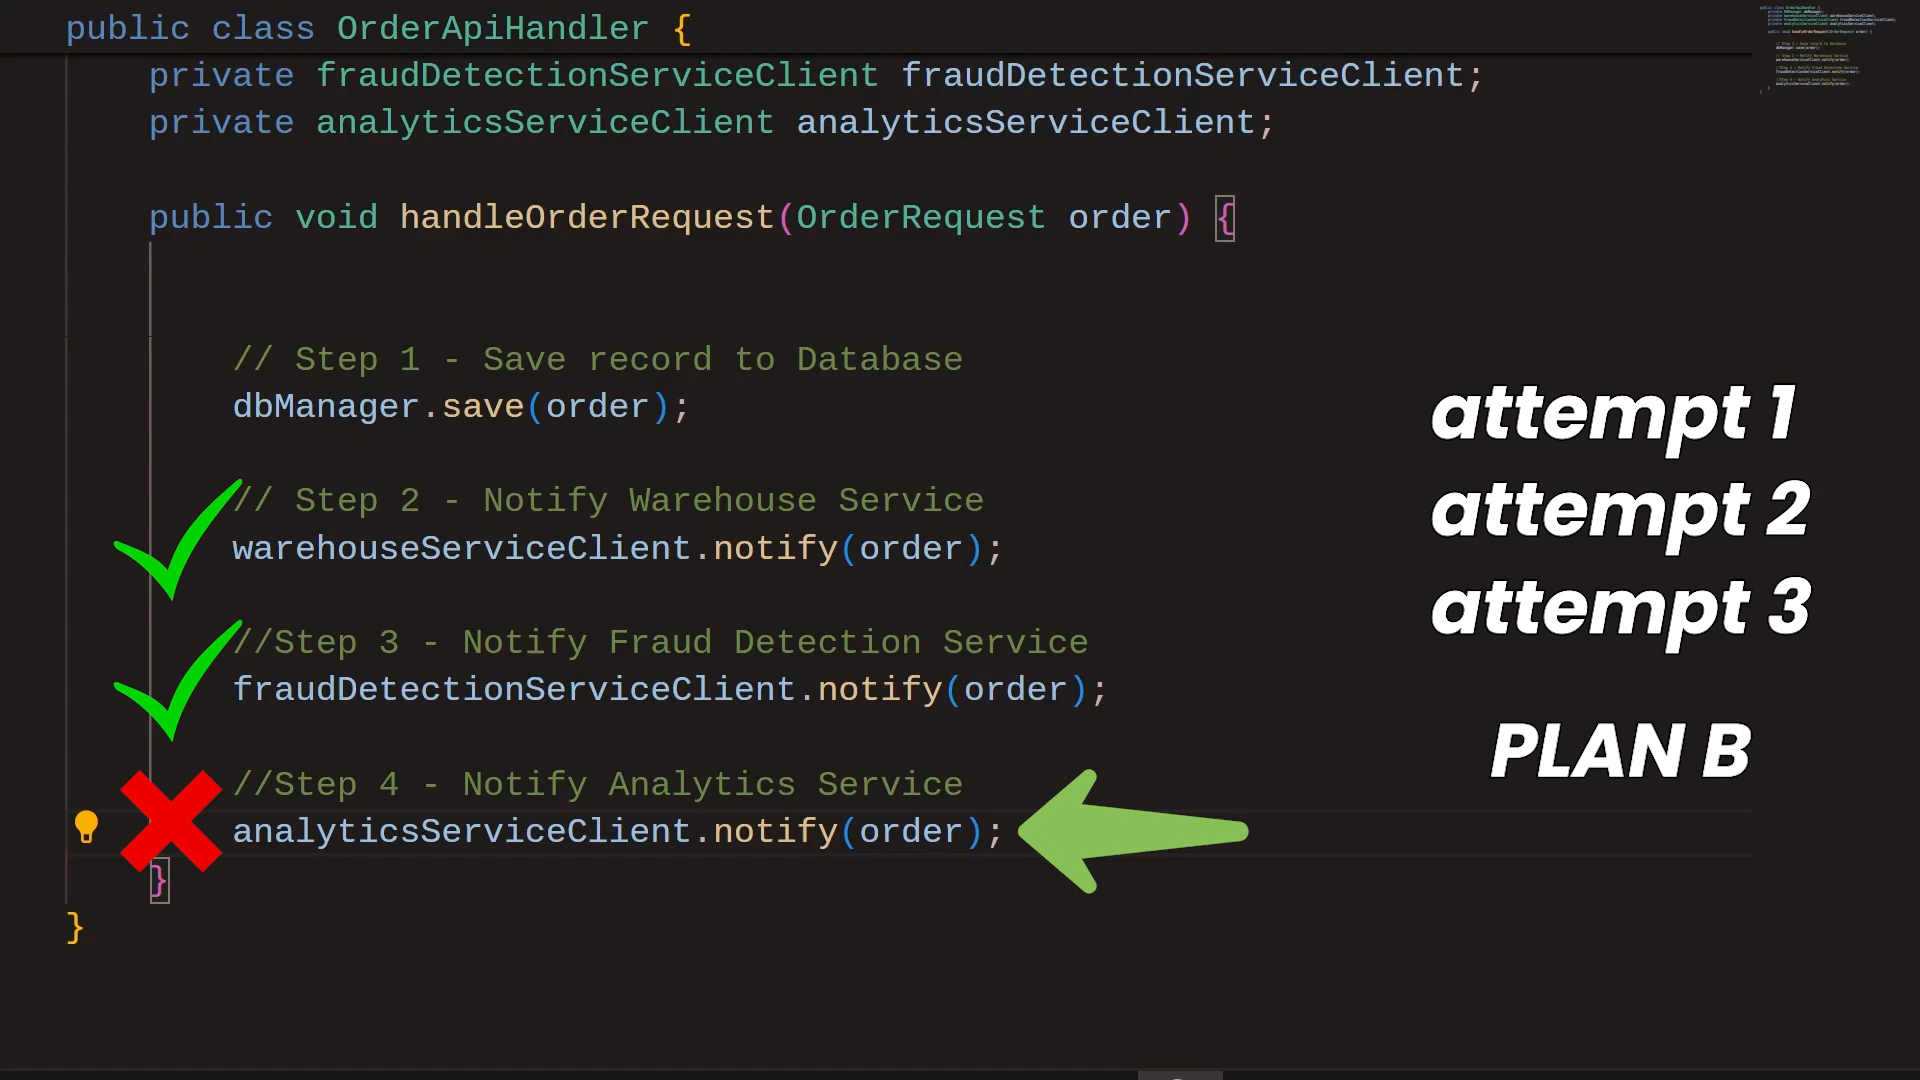 public class OrderApiHandler {
private fraudDetectionServiceClient fraudDetectionServiceClient;
private analyticsServiceClient analyticsServiceClient;
public void handleOrderRequest(OrderRequest order) {
// Step 1 - Save record to Database
dbManager.save(order);
// Step 2 - Notify Warehouse Service
warehouseServiceClient.notify(order);
//Step 3 - Notify Fraud Detection Service
fraudDetectionServiceClient.notify(order);
//Step 4 - Notify Analytics Service
analyticsServiceClient.notify(order);
}
}
attempt 1
attempt 2
attempt 3
PLAN B